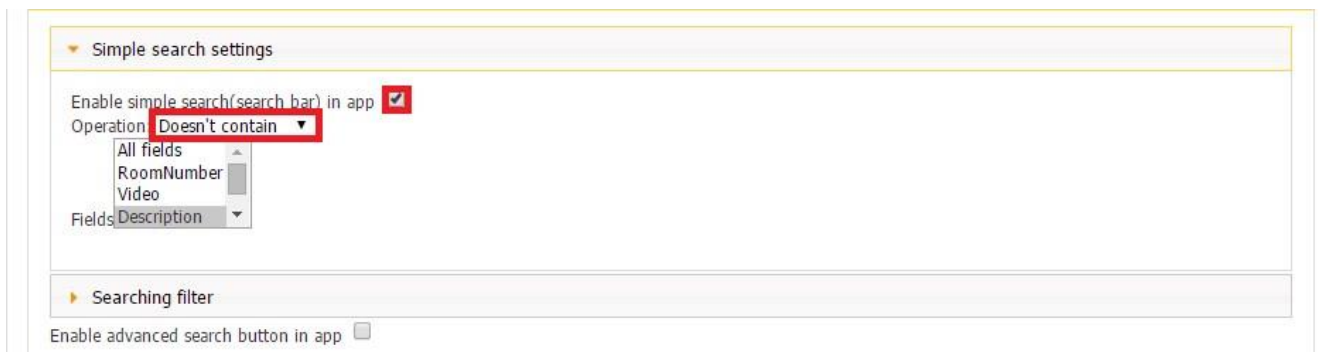 Simple search settings
Enable simple search(search bar) in app
Operation: Doesn't contain
All fields
RoomNumber
Video
Fields Description
Searching filter
Enable advanced search button in app